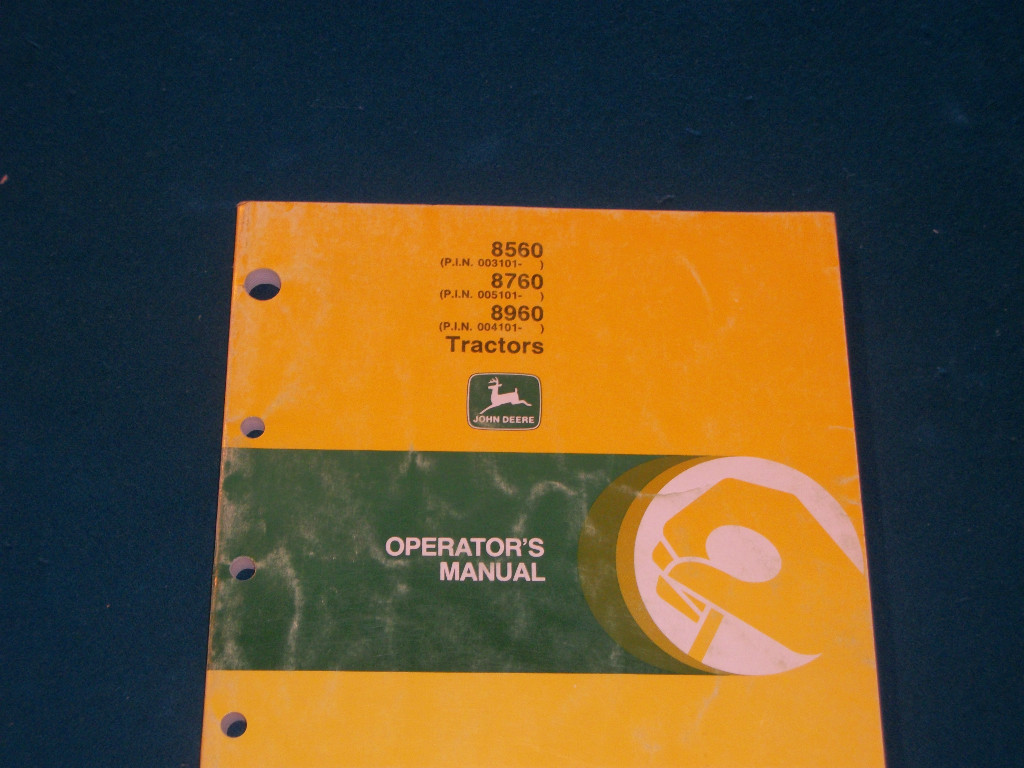 8560
(P.I.N. 003101- )
8760
(P.I.N. 005101- )
8960
(P.I.N. 004101- )
Tractors
JOHN DEERE
OPERATOR'S
MANUAL